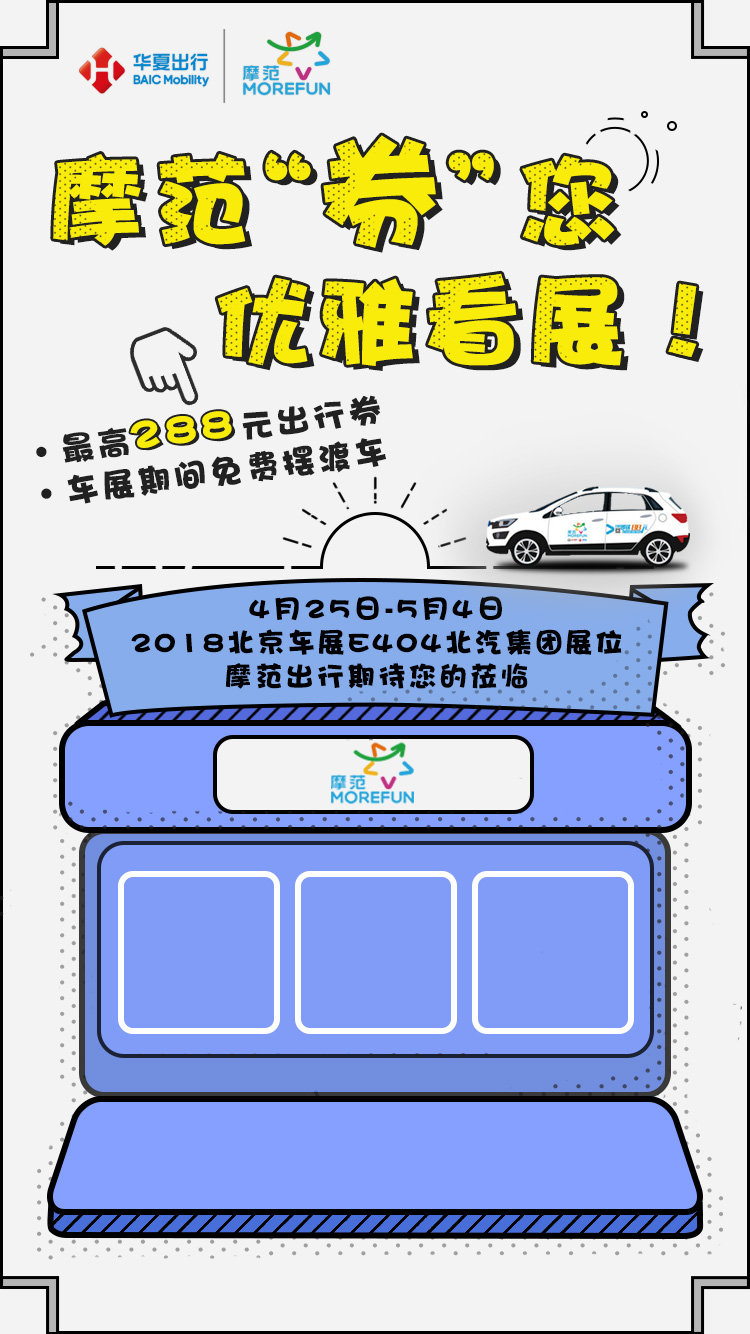 华夏出行
BAIC Mobility
摩范
MOREFUN
摩范“券”您
优雅看展！
• 最高288元出行券
• 车展期间免费摆渡车
4月25日-5月4日
2018北京车展E404北汽集团展位
摩范出行期待您的莅临
摩范
MOREFUN